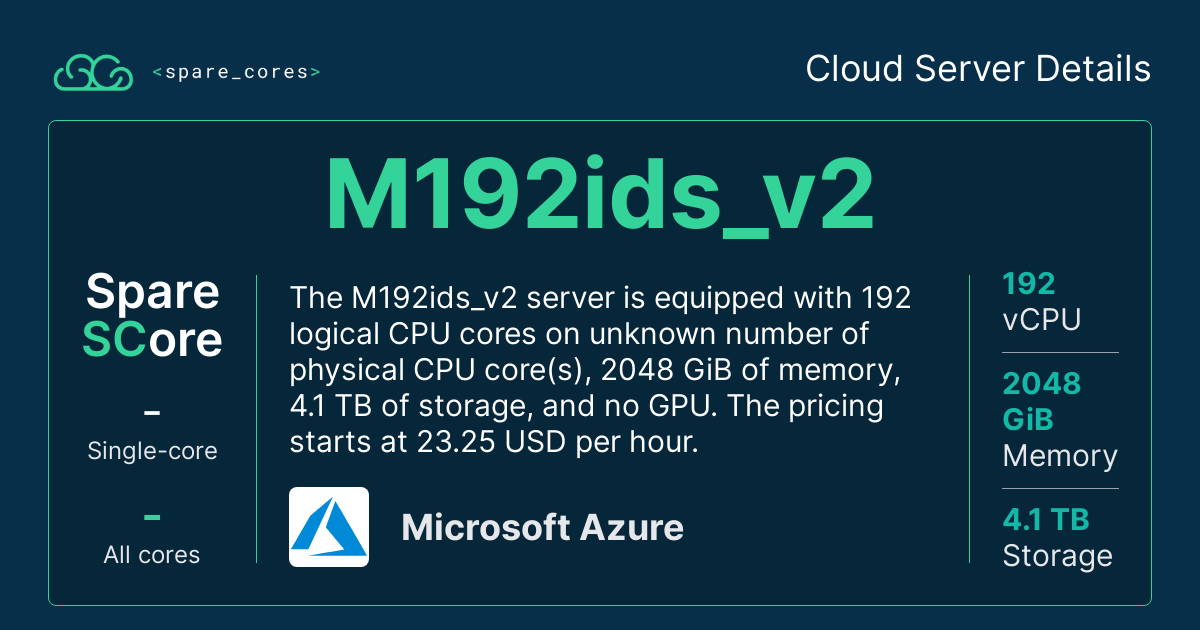 <spare_cores>
Cloud Server Details
M192ids_v2
Spare
SCore
-
Single-core
-
All cores
The M192ids_v2 server is equipped with 192
logical CPU cores on unknown number of
physical CPU core(s), 2048 GiB of memory,
4.1 TB of storage, and no GPU. The pricing
starts at 23.25 USD per hour.
Microsoft Azure
192
vCPU
2048
GiB
Memory
4.1 TB
Storage